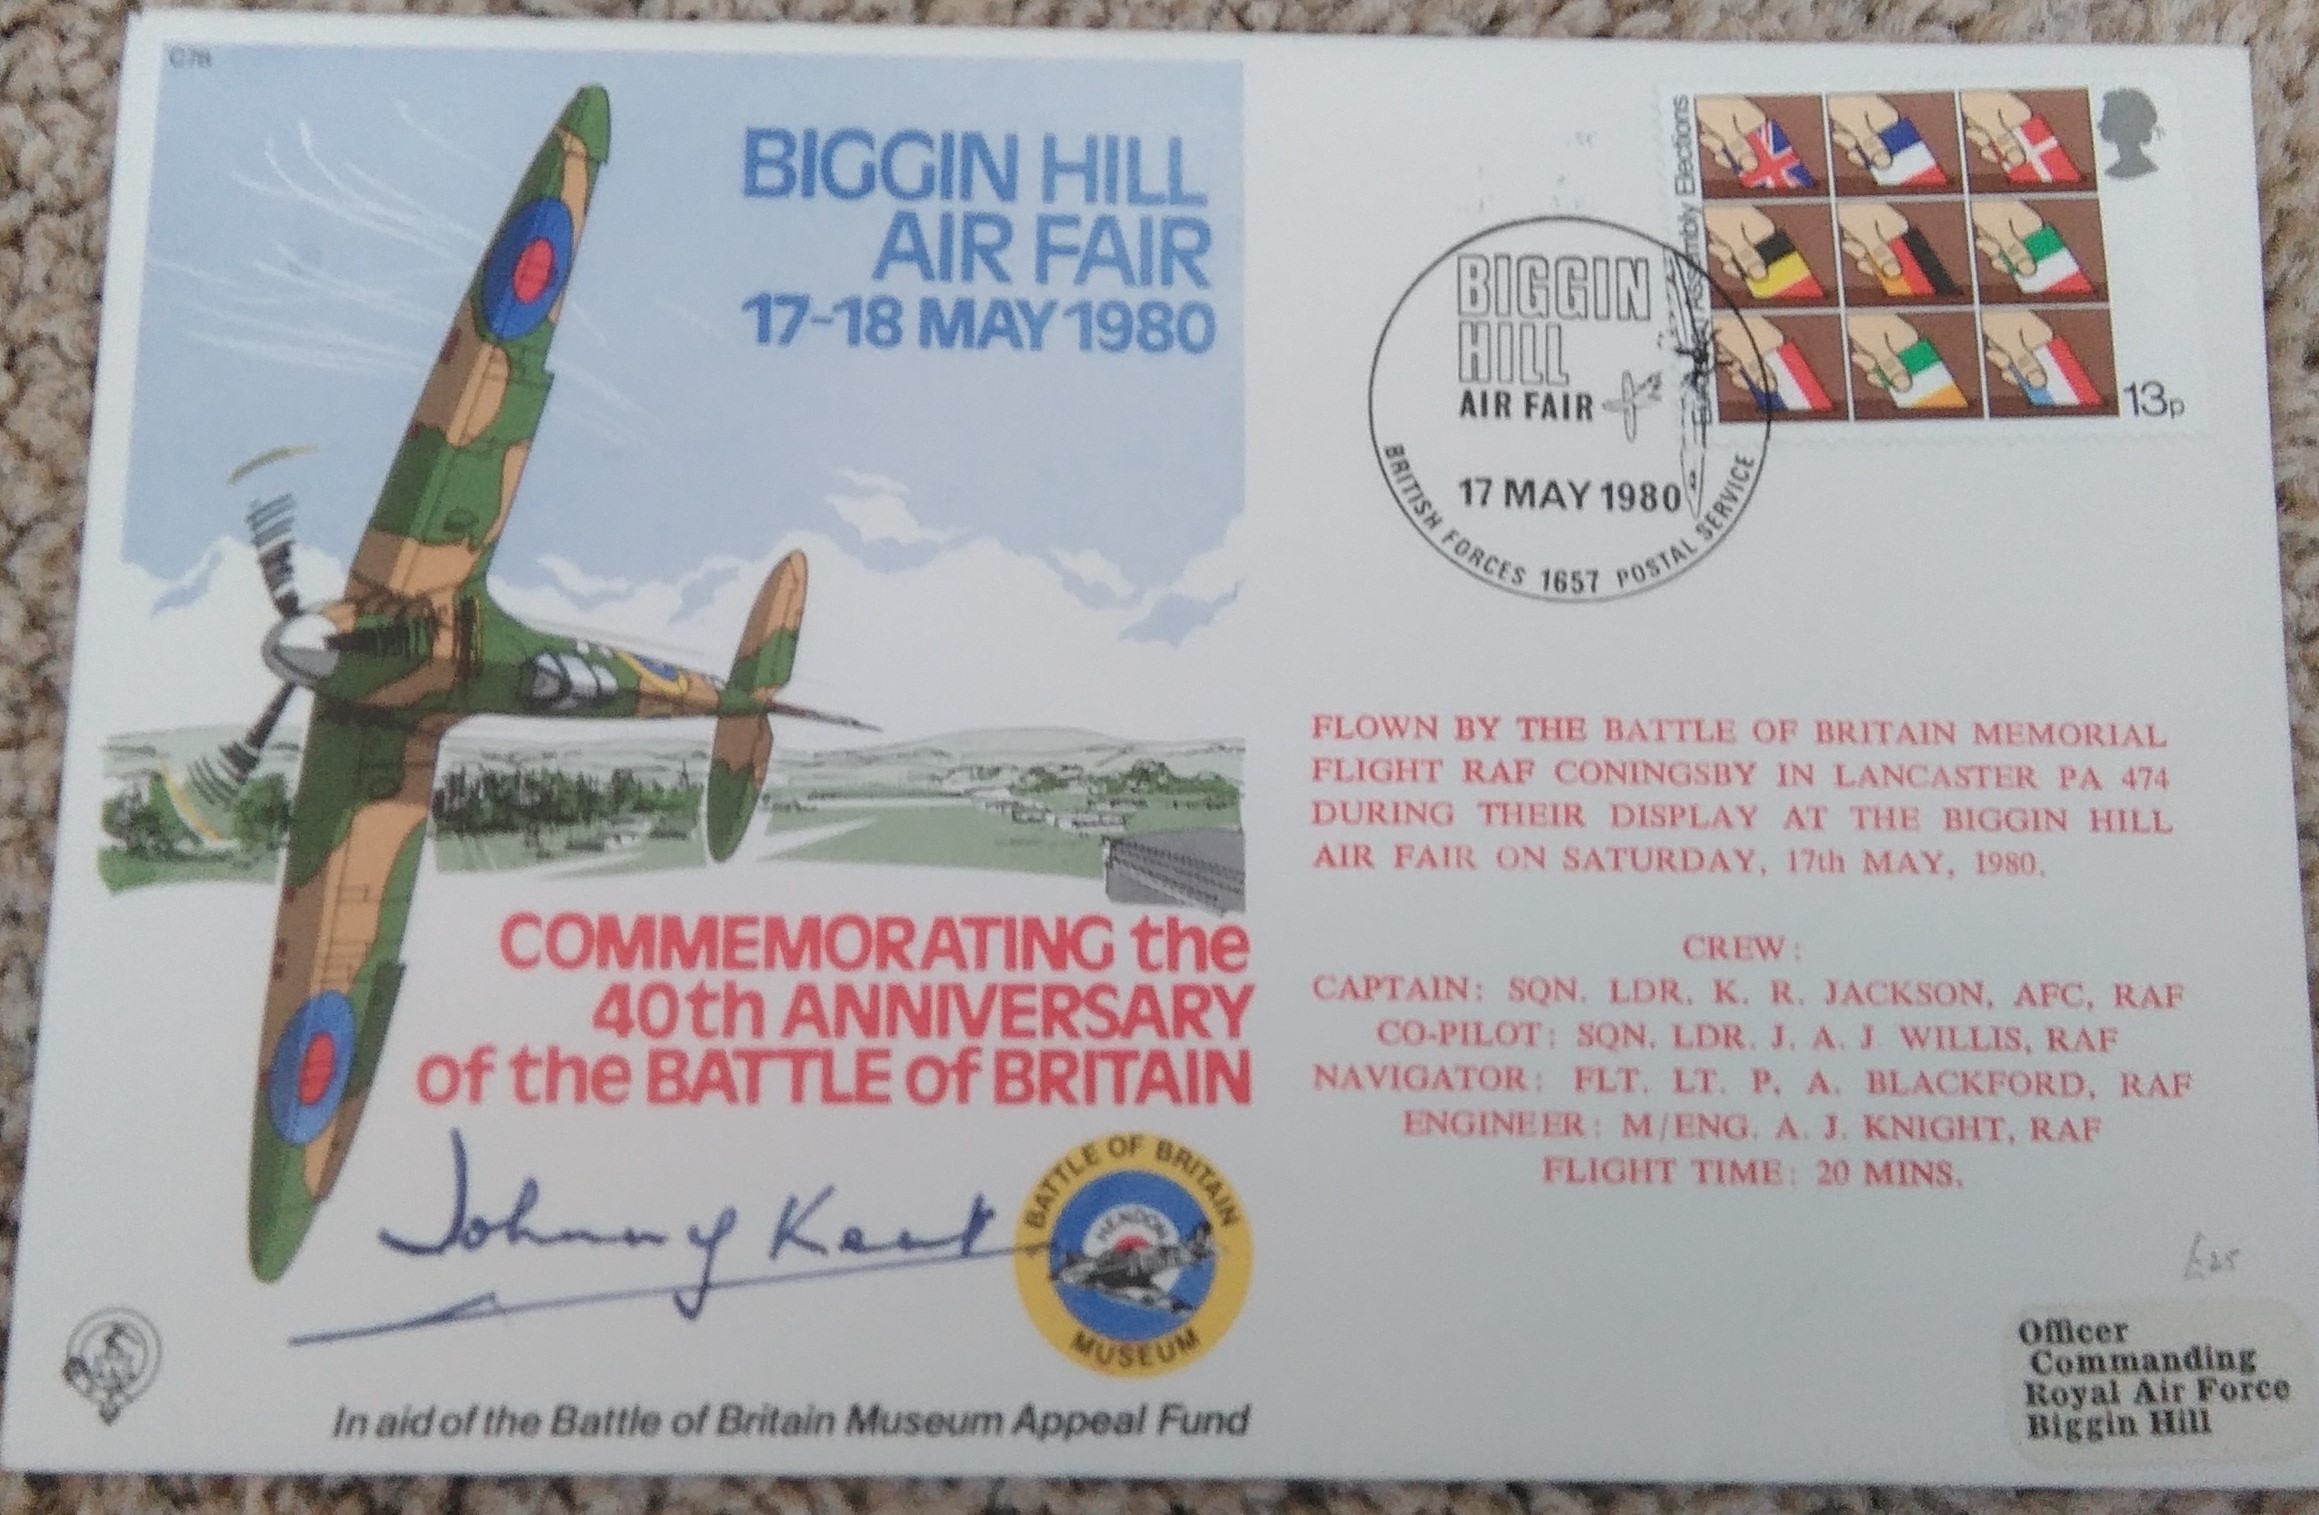 C78
BIGGIN HILL
AIR FAIR
17-18 MAY 1980
COMMEMORATING the
40th ANNIVERSARY
of the BATTLE of BRITAIN
Johnny Kent
BATTLE OF BRITAIN
HENDON
MUSEUM
In aid of the Battle of Britain Museum Appeal Fund
Assembly Elections
13p
BIGGIN
HILL
AIR FAIR
17 MAY 1980
BRITISH FORCES 1657 POSTAL SERVICE
FLOWN BY THE BATTLE OF BRITAIN MEMORIAL
FLIGHT RAF CONINGSBY IN LANCASTER PA 474
DURING THEIR DISPLAY AT THE BIGGIN HILL
AIR FAIR ON SATURDAY, 17th MAY, 1980.
CREW:
CAPTAIN: SQN. LDR. K. R. JACKSON, AFC, RAF
CO-PILOT: SQN. LDR. J. A. J WILLIS, RAF
NAVIGATOR: FLT. LT. P. A. BLACKFORD, RAF
ENGINEER: M/ENG. A. J. KNIGHT, RAF
FLIGHT TIME: 20 MINS.
£25
Officer
Commanding
Royal Air Force
Biggin Hill